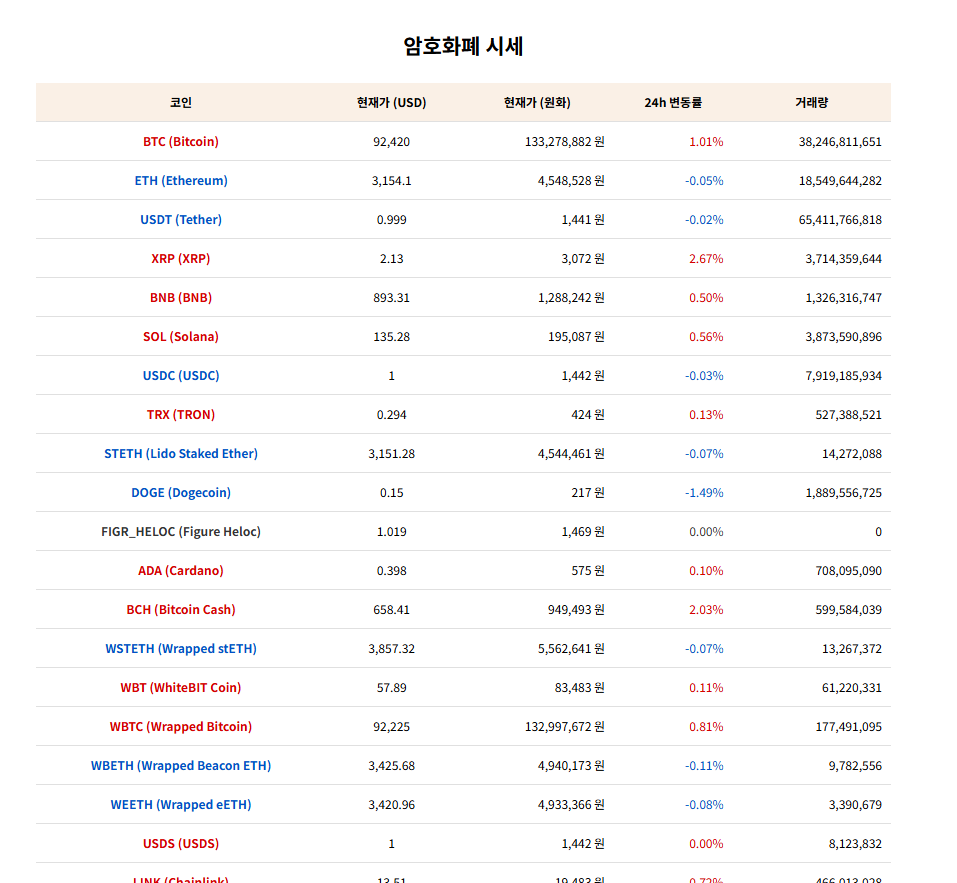 암호화폐 시세
코인 현재가 (USD) 현재가 (원화) 24h 변동률 거래량
BTC (Bitcoin) 92,420 133,278,882 원 1.01% 38,246,811,651
ETH (Ethereum) 3,154.1 4,548,528 원 -0.05% 18,549,644,282
USDT (Tether) 0.999 1,441 원 -0.02% 65,411,766,818
XRP (XRP) 2.13 3,072 원 2.67% 3,714,359,644
BNB (BNB) 893.31 1,288,242 원 0.50% 1,326,316,747
SOL (Solana) 135.28 195,087 원 0.56% 3,873,590,896
USDC (USDC) 1 1,442 원 -0.03% 7,919,185,934
TRX (TRON) 0.294 424 원 0.13% 527,388,521
STETH (Lido Staked Ether) 3,151.28 4,544,461 원 -0.07% 14,272,088
DOGE (Dogecoin) 0.15 217 원 -1.49% 1,889,556,725
FIGR_HELOC (Figure Heloc) 1.019 1,469 원 0.00% 0
ADA (Cardano) 0.398 575 원 0.10% 708,095,090
BCH (Bitcoin Cash) 658.41 949,493 원 2.03% 599,584,039
WSTETH (Wrapped stETH) 3,857.32 5,562,641 원 -0.07% 13,267,372
WBT (WhiteBIT Coin) 57.89 83,483 원 0.11% 61,220,331
WBTC (Wrapped Bitcoin) 92,225 132,997,672 원 0.81% 177,491,095
WBETH (Wrapped Beacon ETH) 3,425.68 4,940,173 원 -0.11% 9,782,556
WEETH (Wrapped eETH) 3,420.96 4,933,366 원 -0.08% 3,390,679
USDS (USDS) 1 1,442 원 0.00% 8,123,832
LINK (Chainlink) 13.51 19,483 원 0.72% 466,013,028